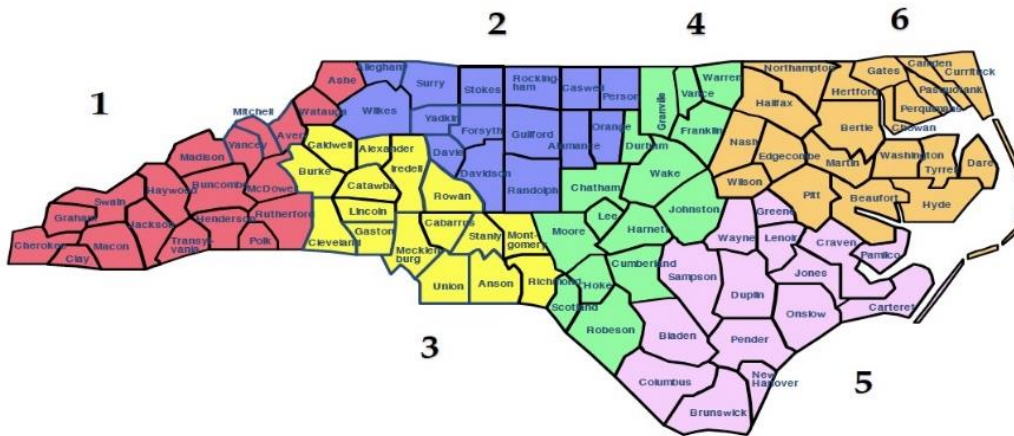 2
4
6
1
3
5
Ashe
Alleghany
Surry
Stokes
Rocking-
ham
Caswell
Person
Granville
Vance
Warren
Northampton
Gates
Camden
Currituck
Pasquotank
Perquimans
Chowan
Hertford
Halifax
Bertie
Mitchell
Watauga
Wilkes
Yadkin
Forsyth
Guilford
Alamance
Orange
Durham
Franklin
Nash
Edgecombe
Martin
Washington
Tyrrel
Dare
Avery
Yancey
Caldwell
Alexander
Davie
Iredell
Davidson
Randolph
Chatham
Wake
Wilson
Pitt
Beaufort
Hyde
Madison
Burke
McDowel
Buncombe
Haywood
Swain
Catawba
Rowan
Lincoln
Cabarrus
Stanly
Mont-
gomery
Moore
Lee
Harnett
Johnston
Greene
Wayne
Lenoir
Craven
Pamlico
Graham
Jackson
Henderson
Rutherford
Polk
Cleveland
Gaston
Mecklen
burg
Cherokee
Macon
Clay
Transy-
vania
Union
Anson
Richmond
Scotland
Hoke
Cumberland
Sampson
Duplin
Jones
Onslow
Carteret
Robeson
Bladen
Pender
Columbus
New
Hanover
Brunswick